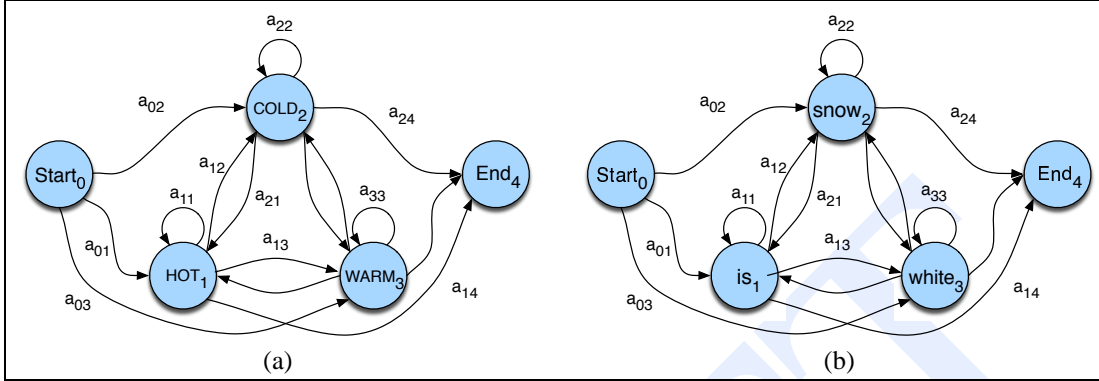 a22
a22
a02
COLD2
a24
a02
snow2
a24
Start0
a12
End4
Start0
a12
End4
a11
a21
a33
a11
a21
a33
a01
a13
a01
a13
HOT1
WARM3
is1
white3
a03
a14
a03
a14
(a)
(b)